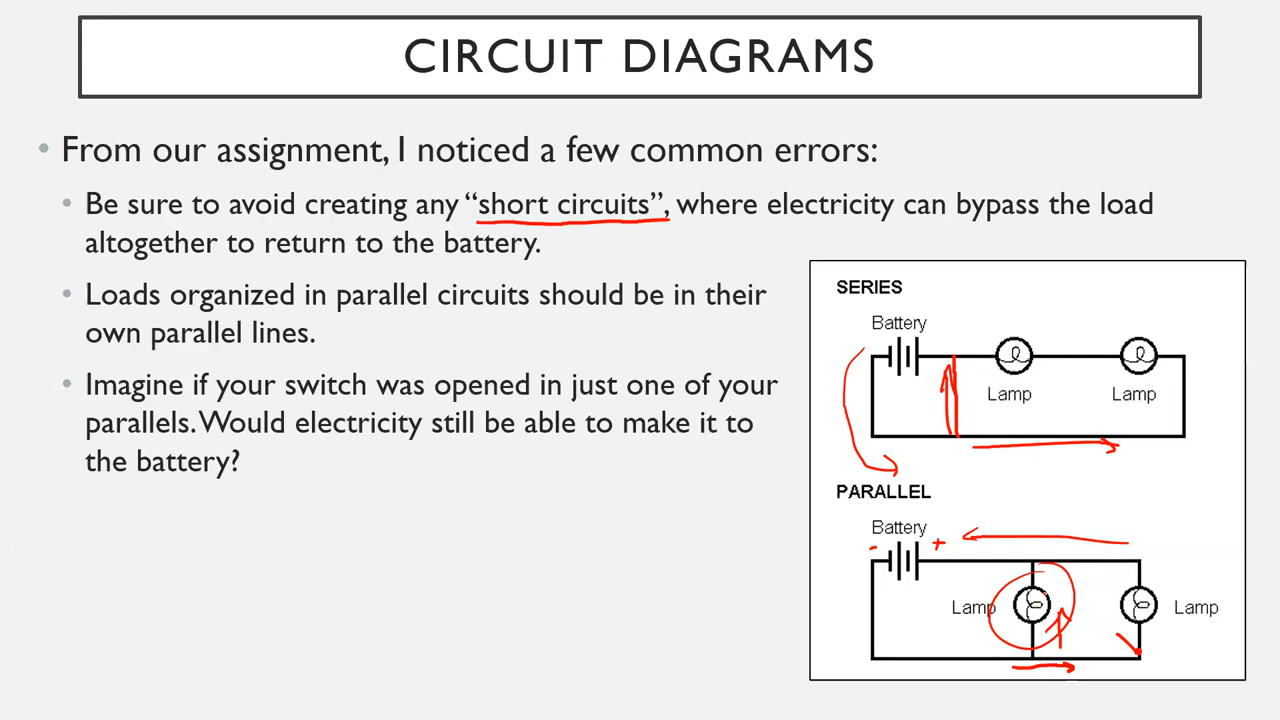 CIRCUIT DIAGRAMS
• From our assignment, I noticed a few common errors:
• Be sure to avoid creating any “short circuits”, where electricity can bypass the load
altogether to return to the battery.
• Loads organized in parallel circuits should be in their
own parallel lines.
• Imagine if your switch was opened in just one of your
parallels. Would electricity still be able to make it to
the battery?
SERIES
Battery
Lamp Lamp
PARALLEL
Battery
- +
Lamp Lamp